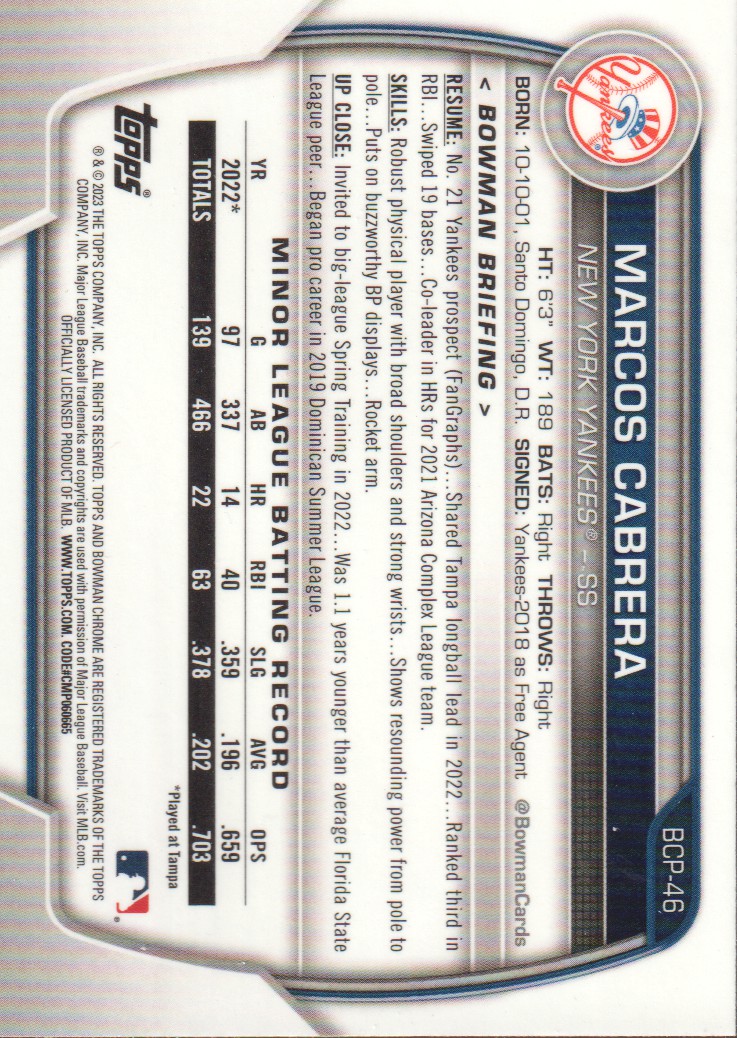 BCP-46
Yankees
MARCOS CABRERA
NEW YORK YANKEES® – SS
HT: 6'3" WT: 189 BATS: Right THROWS: Right
BORN: 10-10-01, Santo Domingo, D.R. SIGNED: Yankees-2018 as Free Agent @BowmanCards
< BOWMAN BRIEFING >
RESUME: No. 21 Yankees prospect (FanGraphs)...Shared Tampa longball lead in 2022...Ranked third in
RBI...Swiped 19 bases...Co-leader in HRs for 2021 Arizona Complex League team.
SKILLS: Robust physical player with broad shoulders and strong wrists...Shows resounding power from pole to
pole...Puts on buzzworthy BP displays...Rocket arm.
UP CLOSE: Invited to big-league Spring Training in 2022...Was 1.1 years younger than average Florida State
League peer...Began pro career in 2019 Dominican Summer League.
MINOR LEAGUE BATTING RECORD
YR G AB HR RBI SLG AVG OPS
2022* 97 337 14 40 .359 .196 .659
TOTALS 139 466 22 63 .378 .202 .703
*Played at Tampa
topps®
® & © 2023 THE TOPPS COMPANY, INC. ALL RIGHTS RESERVED. TOPPS AND BOWMAN CHROME ARE REGISTERED TRADEMARKS OF THE TOPPS
COMPANY, INC. Major League Baseball trademarks and copyrights are used with permission of Major League Baseball. Visit MLB.com.
OFFICIALLY LICENSED PRODUCT OF MLB. WWW.TOPPS.COM. CODE#CMP060665